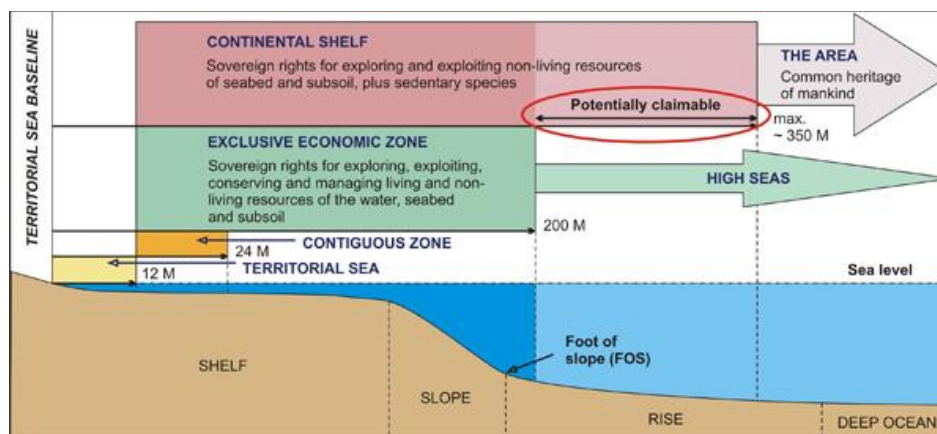 TERRITORIAL SEA BASELINE
CONTINENTAL SHELF
Sovereign rights for exploring and exploiting non-living resources
of seabed and subsoil, plus sedentary species
THE AREA
Common heritage
of mankind
Potentially claimable
max.
~ 350 M
EXCLUSIVE ECONOMIC ZONE
Sovereign rights for exploring, exploiting,
conserving and managing living and non-
living resources of the water, seabed
and subsoil
HIGH SEAS
200 M
CONTIGUOUS ZONE
24 M
TERRITORIAL SEA
12 M
Sea level
Foot of
slope (FOS)
SHELF
SLOPE
RISE
DEEP OCEAN